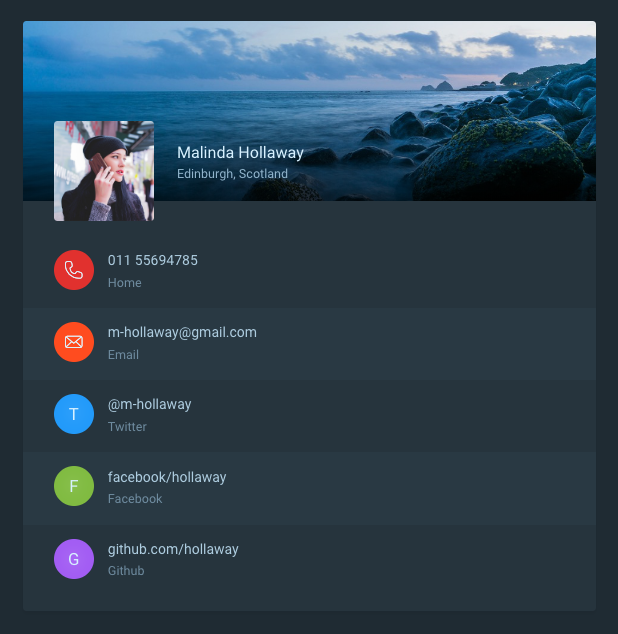 Malinda Hollaway
Edinburgh, Scotland
011 55694785
Home
m-hollaway@gmail.com
Email
T
@m-hollaway
Twitter
F
facebook/hollaway
Facebook
G
github.com/hollaway
Github